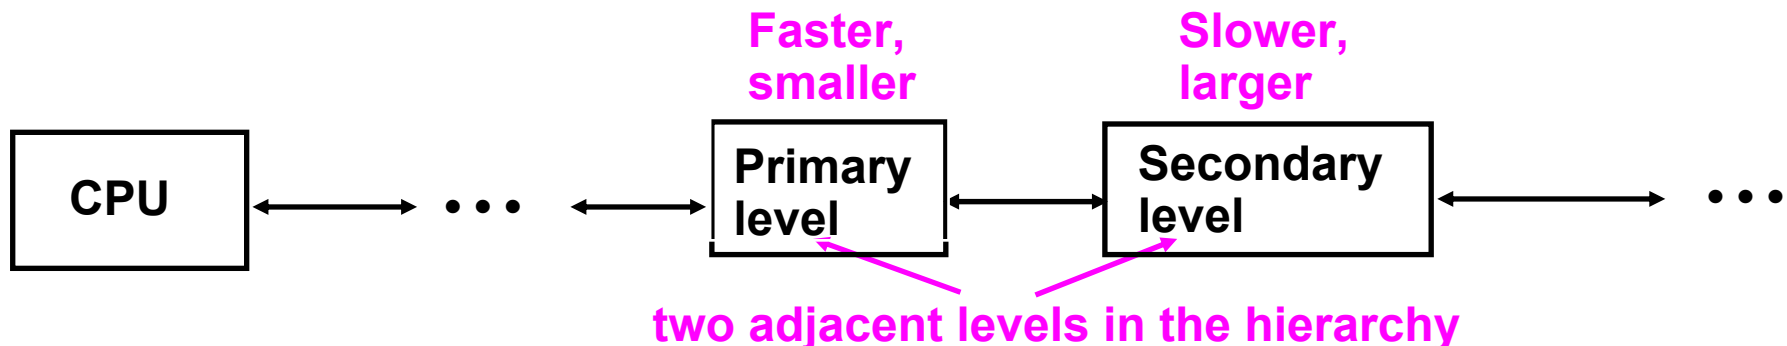 Faster,
smaller
Slower,
larger
CPU
• • •
Primary
level
Secondary
level
• • •
two adjacent levels in the hierarchy